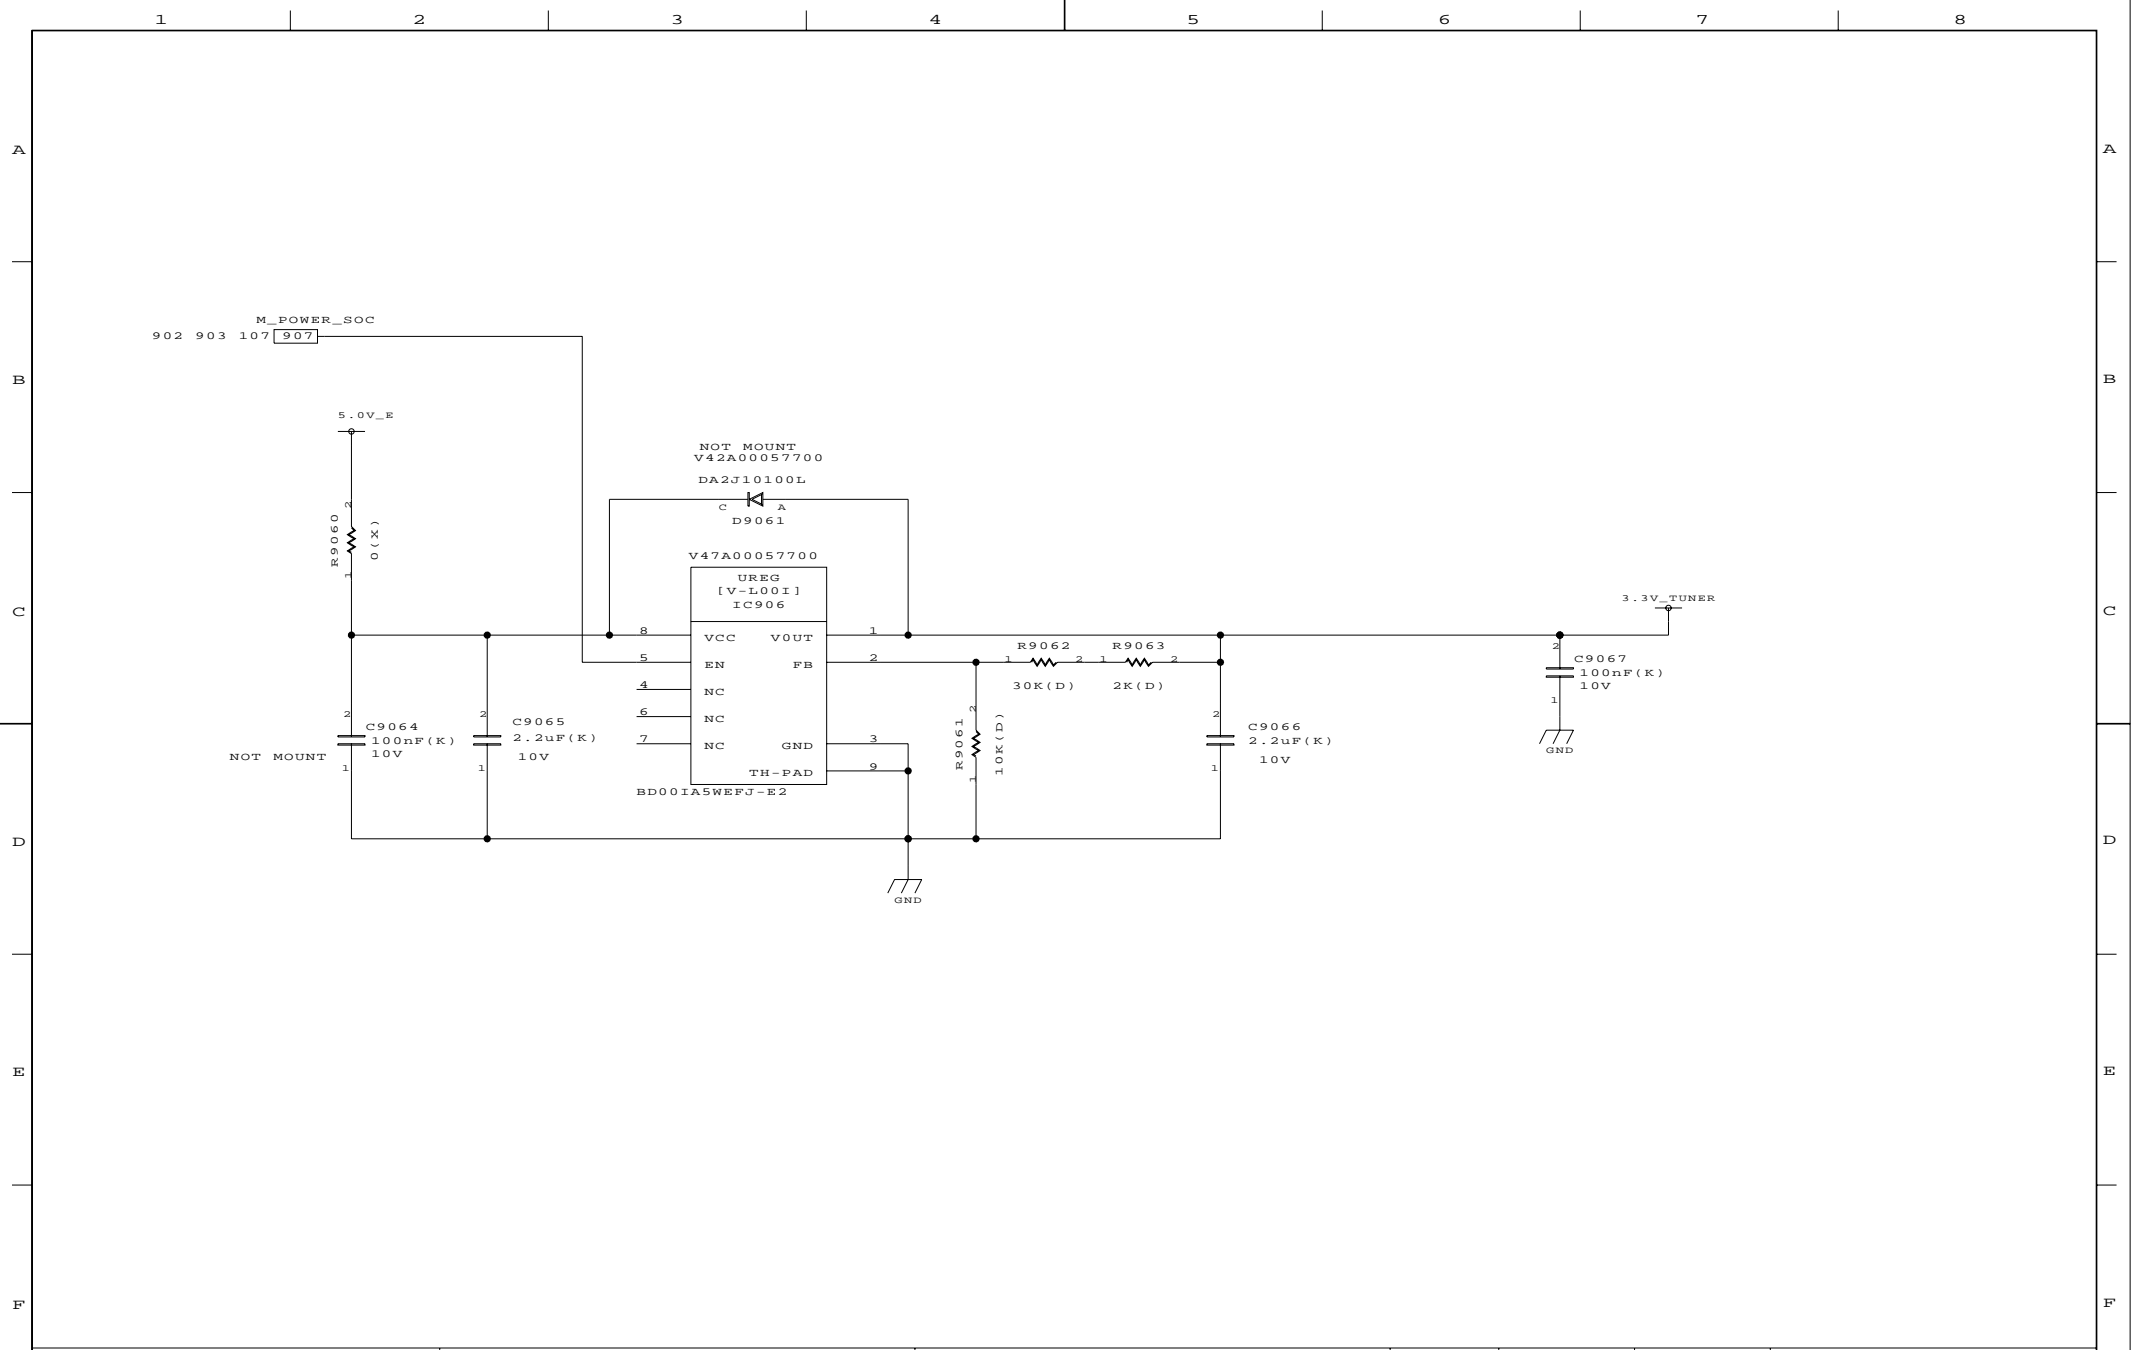 1 2 3 4 5 6 7 8
A A
M_POWER_SOC
902 903 107 907
B B
5.0V_E
NOT MOUNT
V42A00057700
DA2J10100L
C A
D9061
R9060
0(X)
2
1
V47A00057700
UREG
[V-L00I]
IC906
C C
3.3V_TUNER
8 VCC VOUT 1
5 EN FB 2
4 NC
6 NC
7 NC GND 3
TH-PAD 9
BD00IA5WEFJ-E2
R9062
1 2
30K(D)
R9063
1 2
2K(D)
2
C9067
100nF(K)
10V
1
GND
2
C9064
100nF(K)
10V
NOT MOUNT
1
2
C9065
2.2uF(K)
10V
1
R9061
10K(D)
2
1
2
C9066
2.2uF(K)
10V
1
D D
GND
E E
F F